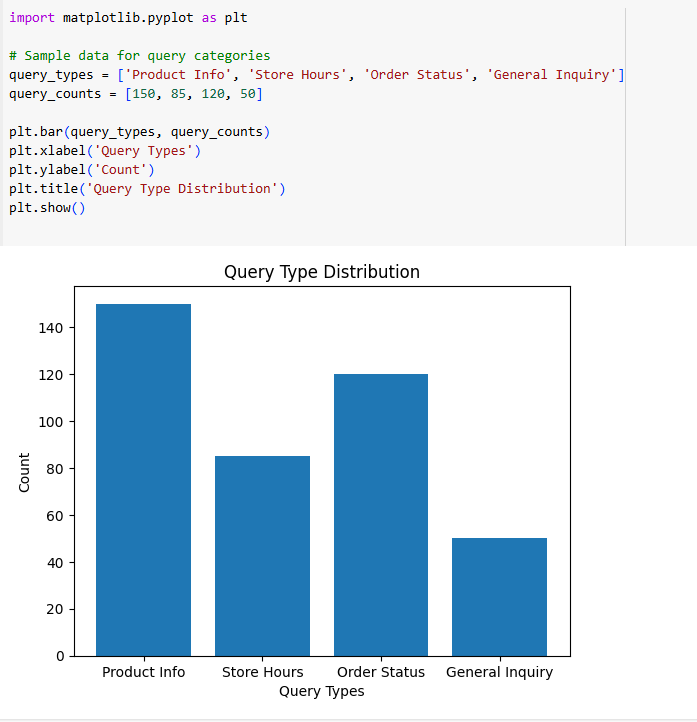 import matplotlib.pyplot as plt
# Sample data for query categories
query_types = ['Product Info', 'Store Hours', 'Order Status', 'General Inquiry']
query_counts = [150, 85, 120, 50]
plt.bar(query_types, query_counts)
plt.xlabel('Query Types')
plt.ylabel('Count')
plt.title('Query Type Distribution')
plt.show()
Query Type Distribution
140
120
100
80
60
40
20
0
Count
Product Info Store Hours Order Status General Inquiry
Query Types